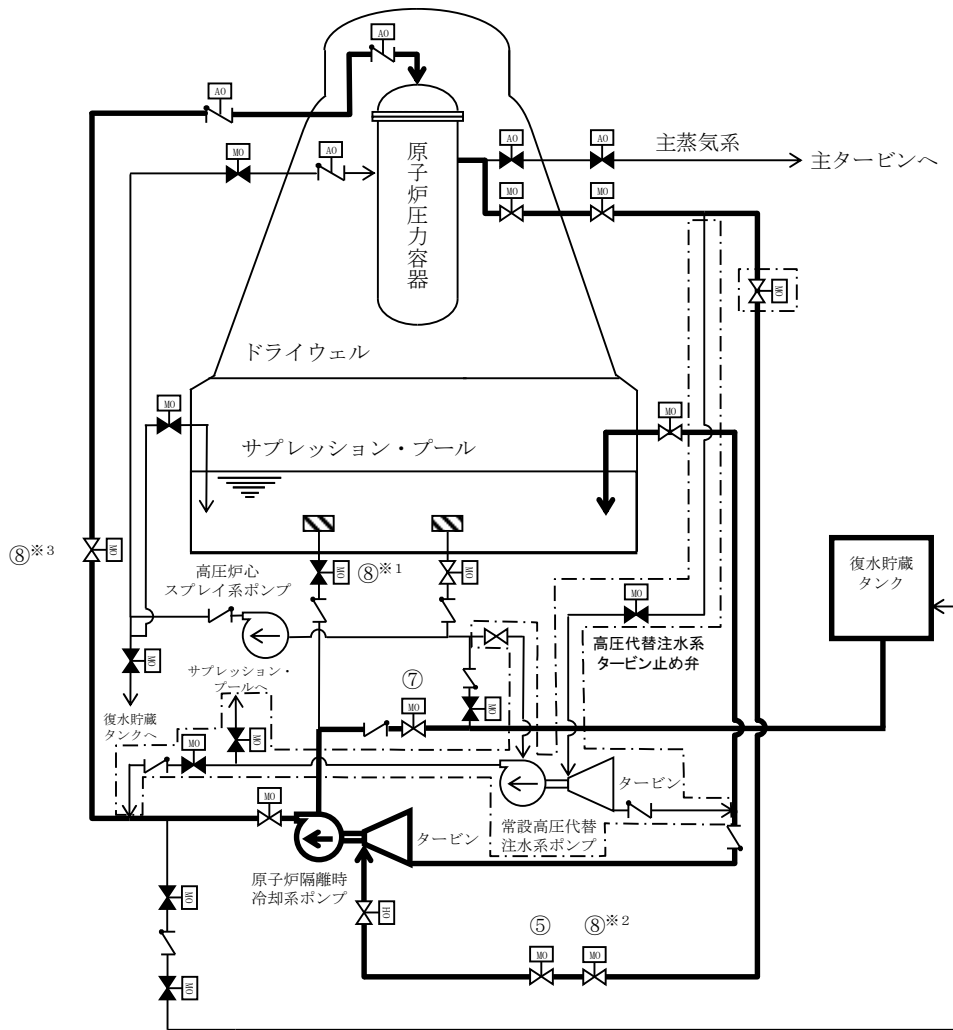 AO
AO
AO
AO
主蒸気系
主タービンへ
MO
AO
MO
MO
原子炉圧力容器
MO
ドライウェル
MO
MO
サプレッション・プール
⑧※3
MO
高圧炉心
スプレイ系ポンプ
MO
⑧※1
MO
復水貯蔵
タンク
MO
高圧代替注水系
タービン止め弁
MO
サプレッション・
プールへ
⑦
MO
MO
復水貯蔵
タンクへ
MO
MO
タービン
MO
タービン
常設高圧代替
注水系ポンプ
原子炉隔離時
冷却系ポンプ
MO
HO
⑤
⑧※2
MO
MO
MO